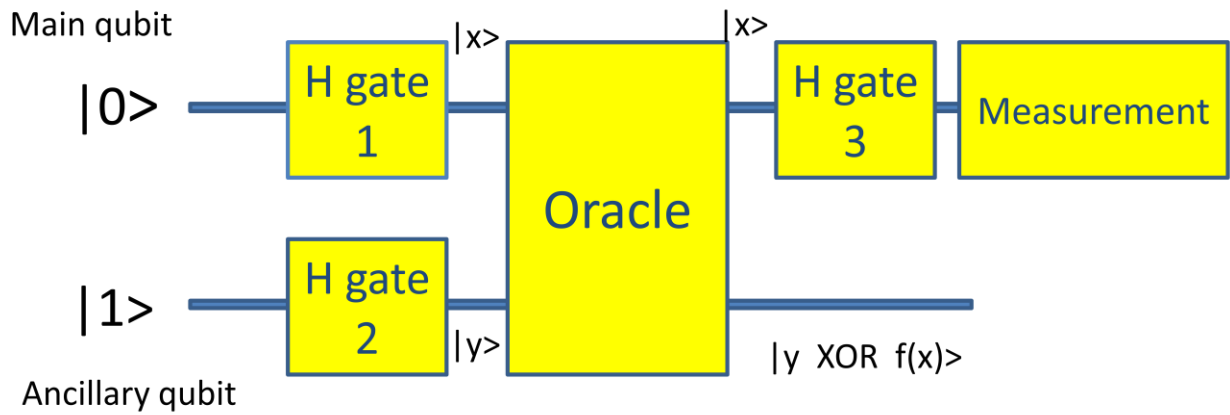 Main qubit
|0>
H gate
1
|x>
Oracle
|x>
H gate
3
Measurement
|1>
H gate
2
|y>
|y XOR f(x)>
Ancillary qubit